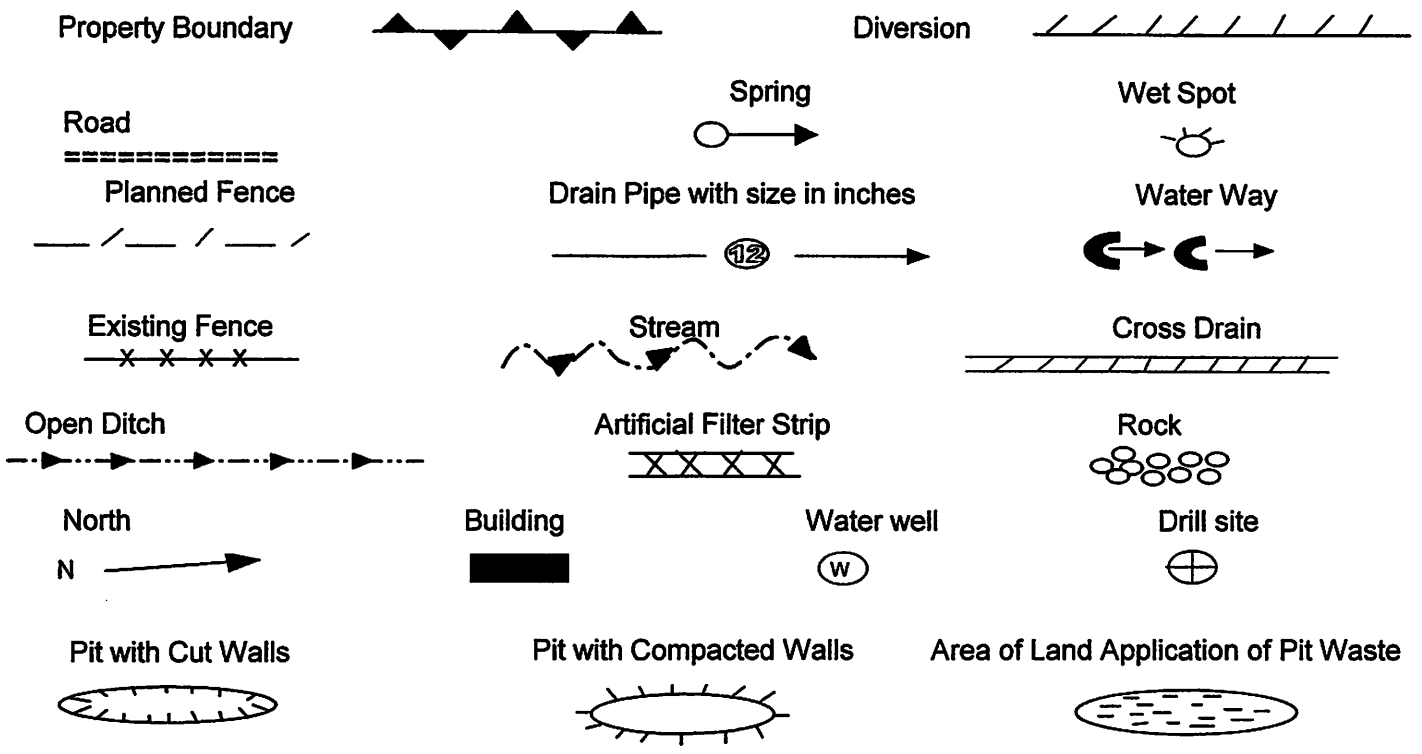 Property Boundary
Diversion
Spring
Wet Spot
Road
Planned Fence
Drain Pipe with size in inches
Water Way
12
Existing Fence
Stream
Cross Drain
Open Ditch
Artificial Filter Strip
Rock
North
Building
Water well
Drill site
N
W
Pit with Cut Walls
Pit with Compacted Walls
Area of Land Application of Pit Waste